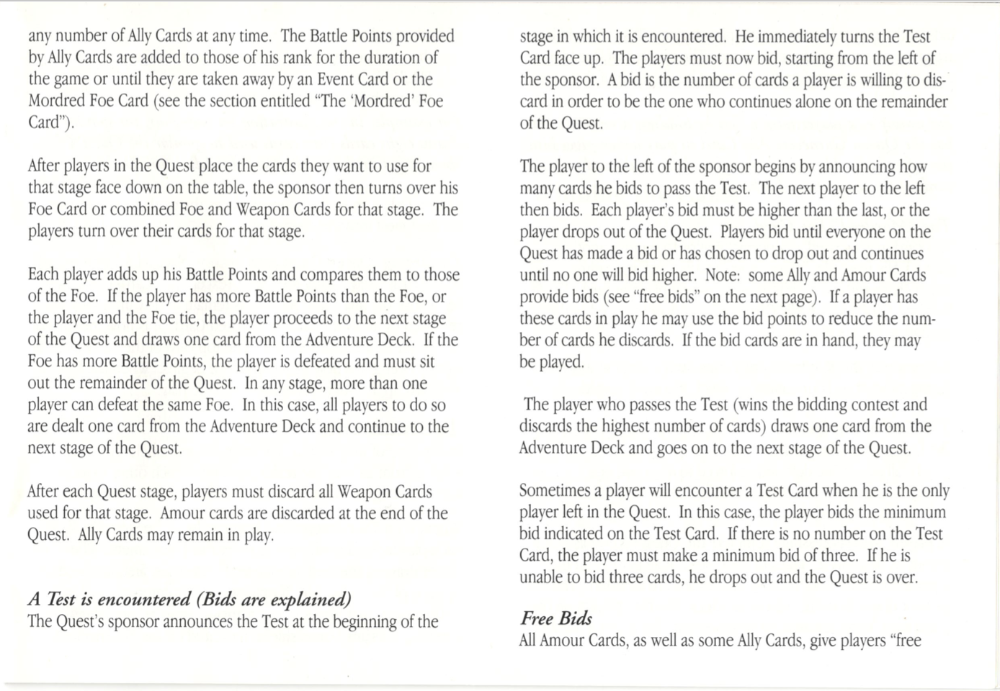 any number of Ally Cards at any time.  The Battle Points provided
by Ally Cards are added to those of his rank for the duration of
the game or until they are taken away by an Event Card or the
Mordred Foe Card (see the section entitled “The ‘Mordred’ Foe
Card”).
After players in the Quest place the cards they want to use for
that stage face down on the table, the sponsor then turns over his
Foe Card or combined Foe and Weapon Cards for that stage.  The
players turn over their cards for that stage.
Each player adds up his Battle Points and compares them to those
of the Foe.  If the player has more Battle Points than the Foe, or
the player and the Foe tie, the player proceeds to the next stage
of the Quest and draws one card from the Adventure Deck.  If the
Foe has more Battle Points, the player is defeated and must sit
out the remainder of the Quest.  In any stage, more than one
player can defeat the same Foe.  In this case, all players to do so
are dealt one card from the Adventure Deck and continue to the
next stage of the Quest.
After each Quest stage, players must discard all Weapon Cards
used for that stage.  Amour cards are discarded at the end of the
Quest.  Ally Cards may remain in play.
A Test is encountered (Bids are explained)
The Quest’s sponsor announces the Test at the beginning of the
stage in which it is encountered.  He immediately turns the Test
Card face up.  The players must now bid, starting from the left of
the sponsor.  A bid is the number of cards a player is willing to dis-
card in order to be the one who continues alone on the remainder
of the Quest.
The player to the left of the sponsor begins by announcing how
many cards he bids to pass the Test.  The next player to the left
then bids.  Each player’s bid must be higher than the last, or the
player drops out of the Quest.  Players bid until everyone on the
Quest has made a bid or has chosen to drop out and continues
until no one will bid higher.  Note:  some Ally and Amour Cards
provide bids (see “free bids” on the next page).  If a player has
these cards in play he may use the bid points to reduce the num-
ber of cards he discards.  If the bid cards are in hand, they may
be played.
The player who passes the Test (wins the bidding contest and
discards the highest number of cards) draws one card from the
Adventure Deck and goes on to the next stage of the Quest.
Sometimes a player will encounter a Test Card when he is the only
player left in the Quest.  In this case, the player bids the minimum
bid indicated on the Test Card.  If there is no number on the Test
Card, the player must make a minimum bid of three.  If he is
unable to bid three cards, he drops out and the Quest is over.
Free Bids
All Amour Cards, as well as some Ally Cards, give players “free